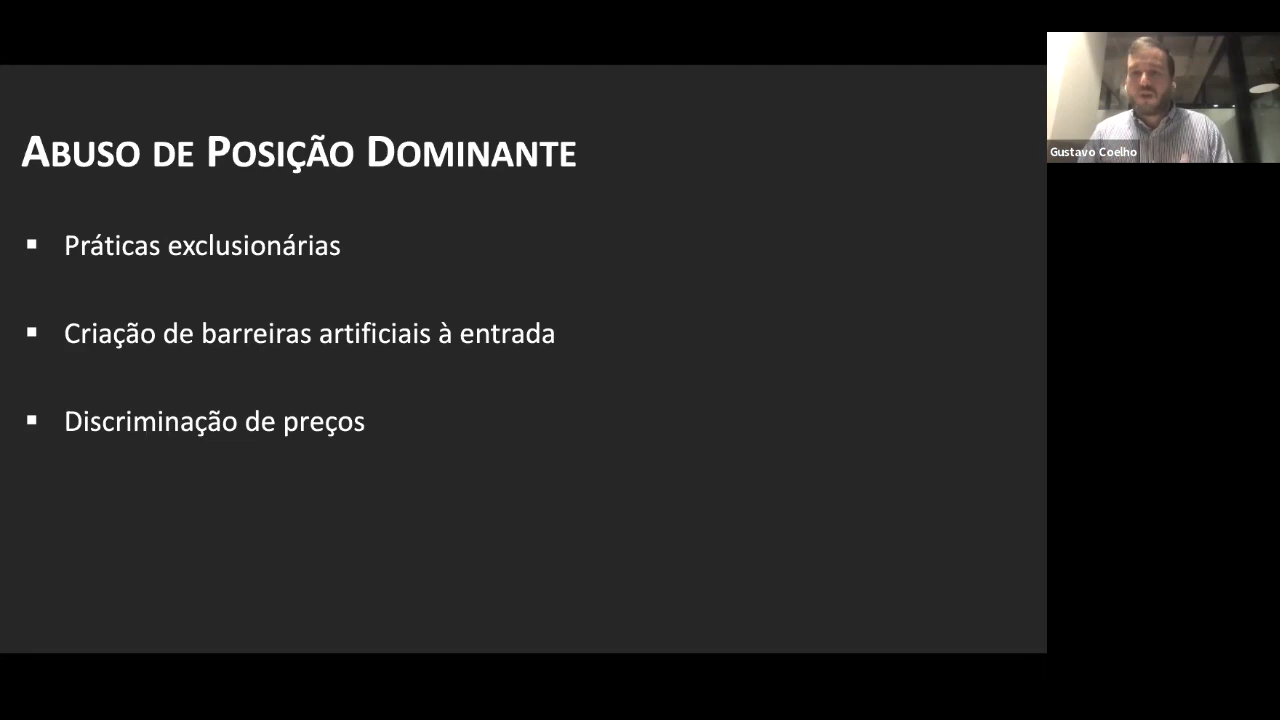 ABUSO DE POSIÇÃO DOMINANTE
▪ Práticas exclusionárias
▪ Criação de barreiras artificiais à entrada
▪ Discriminação de preços
Gustavo Coelho